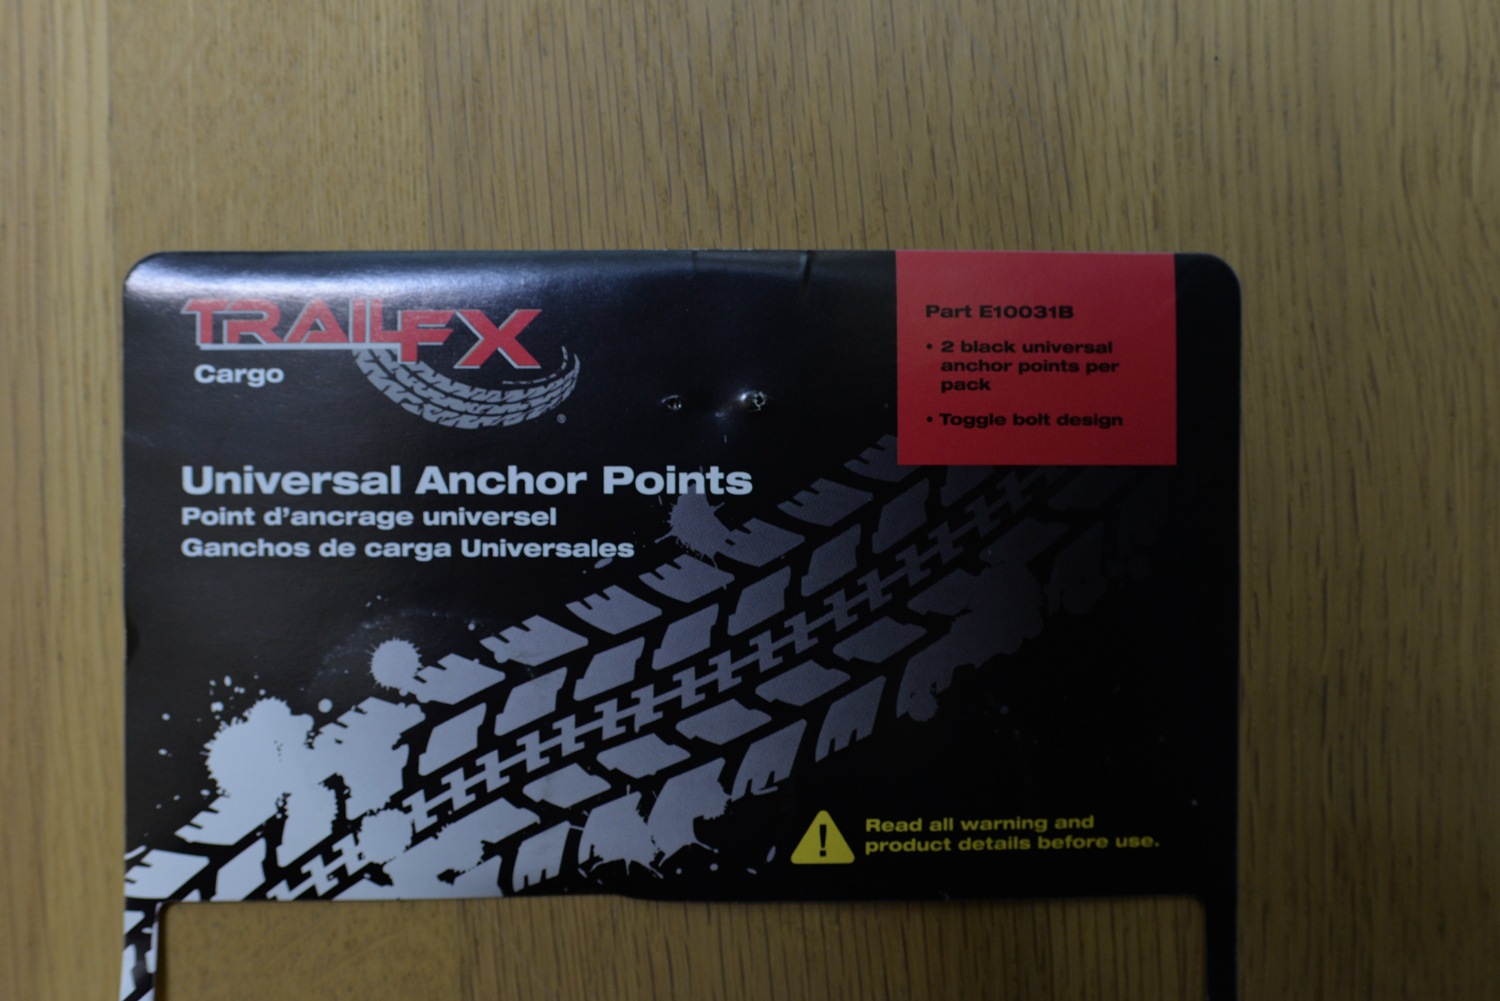 TRAILFX
Cargo
®
Universal Anchor Points
Point d'ancrage universel
Ganchos de carga Universales
Part E10031B
• 2 black universal
anchor points per
pack
• Toggle bolt design
Read all warning and
product details before use.